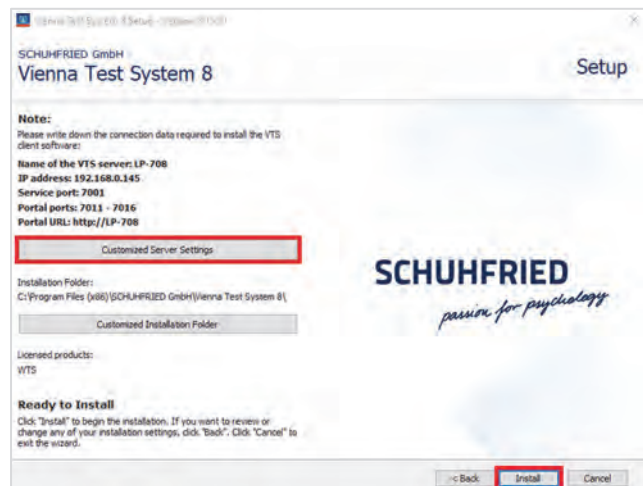 Vienna Test System 8 Setup
SCHUHFRIED GmbH
Vienna Test System 8
Setup
Note:
Please write down the connection data required to install the VTS
client software:
Name of the VTS server: LP-708
IP address: 192.168.0.145
Service port: 7001
Portal ports: 7011 - 7016
Portal URL: http://LP-708
Customized Server Settings
Installation Folder:
C:\Program Files (x86)\SCHUHFRIED GmbH\Vienna Test System 8\
Customized Installation Folder
Licensed products:
WTS
SCHUHFRIED
passion for psychology
Ready to Install
Click "Install" to begin the installation. If you want to review or
change any of your installation settings, click "Back". Click "Cancel" to
exit the wizard.
< Back
Install
Cancel